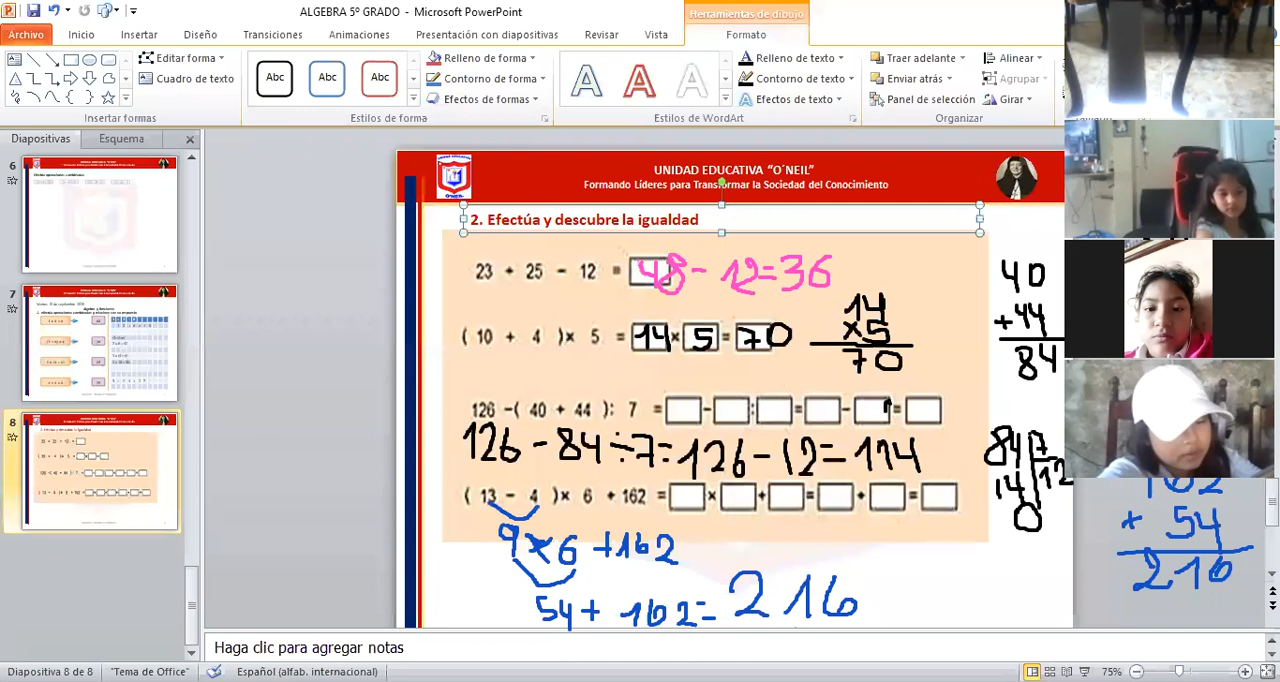 ALGEBRA 5º GRADO - Microsoft PowerPoint
Herramientas de dibujo
Archivo Inicio Insertar Diseño Transiciones Animaciones Presentación con diapositivas Revisar Vista Formato
Editar forma
Cuadro de texto
Insertar formas
Abc Abc Abc
Relleno de forma
Contorno de forma
Efectos de formas
Estilos de forma
A A A
Relleno de texto
Contorno de texto
Efectos de texto
Estilos de WordArt
Traer adelante
Enviar atrás
Panel de selección
Alinear
Agrupar
Girar
Organizar
Diapositivas Esquema
6
7
8
UNIDAD EDUCATIVA "O´NEIL"
Formando Líderes para Transformar la Sociedad del Conocimiento
2. Efectúa y descubre la igualdad
23 + 25 - 12 = 48 - 12 = 36
( 10 + 4 ) × 5 = 14 × 5 = 70
14
×5
70
40
+44
84
126 -( 40 + 44 ): 7 = - : = - =
126 - 84 ÷ 7 = 126 - 12 = 114
84 7
14 12
0
( 13 - 4 )× 6 + 162 = × + = + =
9 × 6 + 162
54 + 162 = 216
162
+ 54
216
Haga clic para agregar notas
Diapositiva 8 de 8 "Tema de Office" Español (alfab. internacional) 75%